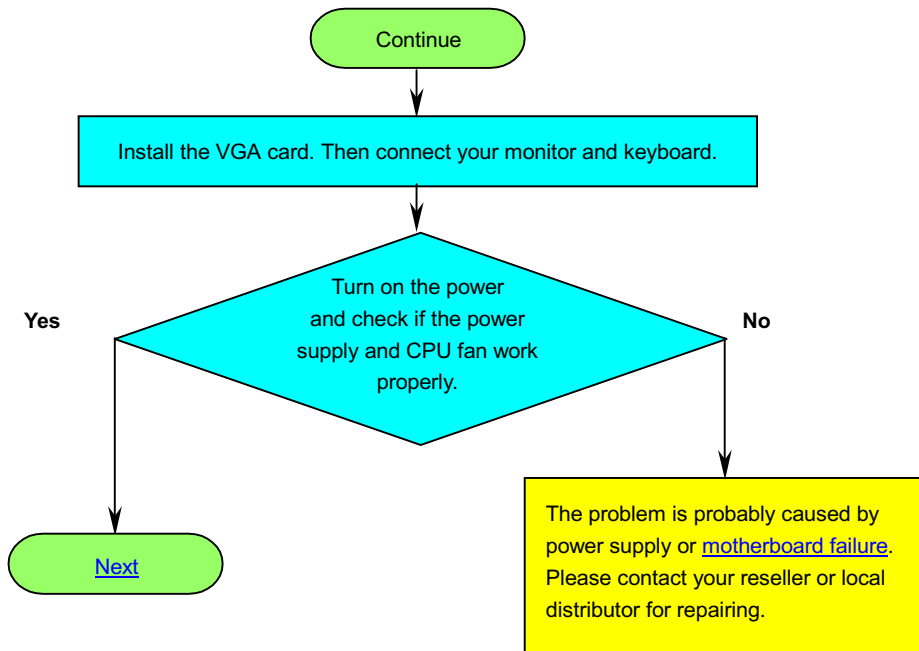 Continue
Install the VGA card. Then connect your monitor and keyboard.
Turn on the power
and check if the power
supply and CPU fan work
properly.
Yes
No
Next
The problem is probably caused by
power supply or motherboard failure.
Please contact your reseller or local
distributor for repairing.